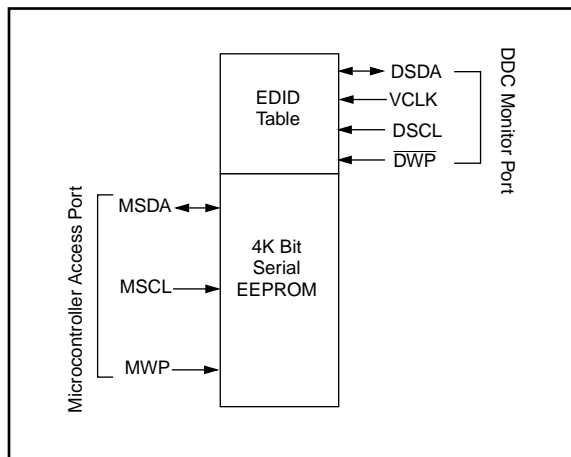 EDID
Table
DSDA
VCLK
DSCL
DWP
DDC Monitor Port
Microcontroller Access Port
MSDA
MSCL
MWP
4K Bit
Serial
EEPROM